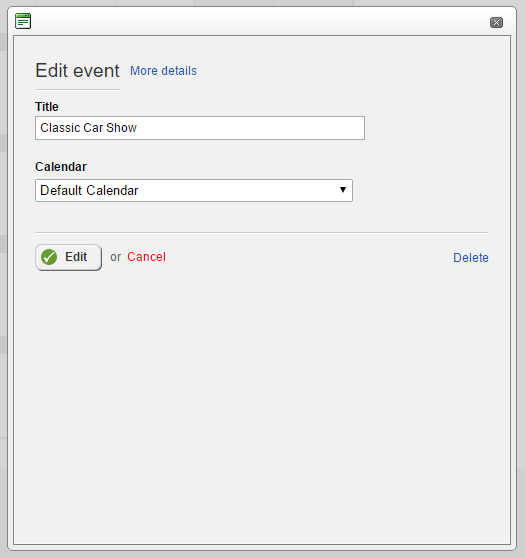 Edit event More details
Title
Classic Car Show
Calendar
Default Calendar
Edit or Cancel Delete